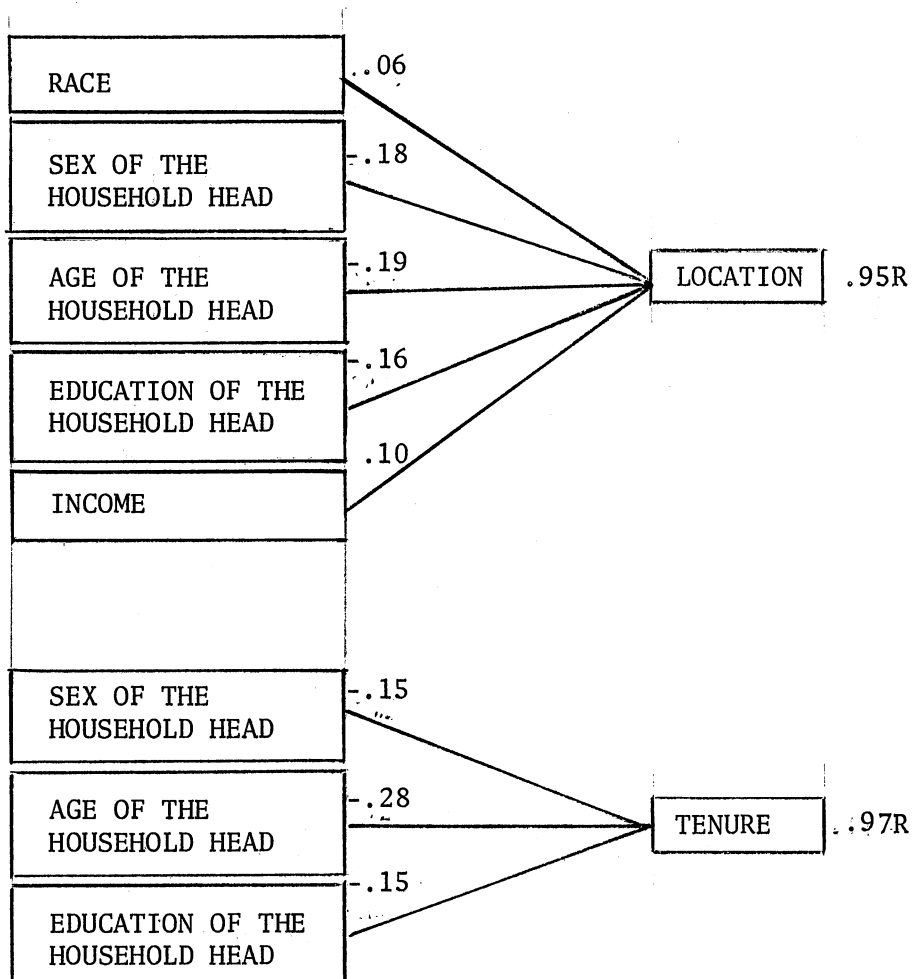 RACE
.06
SEX OF THE
HOUSEHOLD HEAD
-.18
AGE OF THE
HOUSEHOLD HEAD
-.19
EDUCATION OF THE
HOUSEHOLD HEAD
-.16
INCOME
.10
LOCATION
.95R
SEX OF THE
HOUSEHOLD HEAD
-.15
AGE OF THE
HOUSEHOLD HEAD
-.28
EDUCATION OF THE
HOUSEHOLD HEAD
-.15
TENURE
.97R